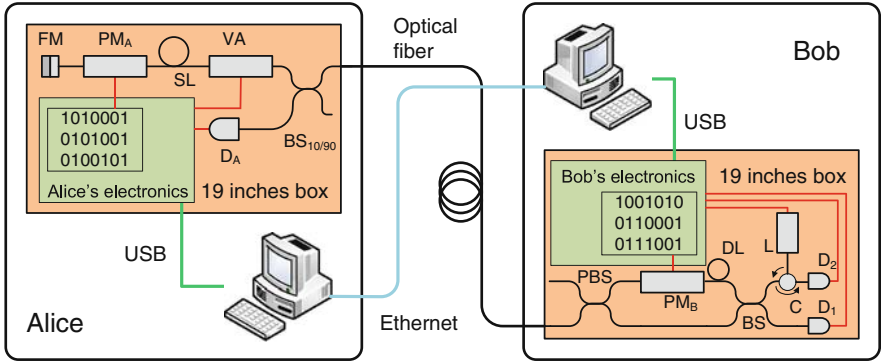 FM
PMA
SL
VA
1010001
0101001
0100101
DA
BS10/90
Alice's electronics
19 inches box
USB
Alice
Optical
fiber
Ethernet
Bob
USB
Bob's electronics
19 inches box
1001010
0110001
0111001
L
DL
D2
PBS
PMB
BS
C
D1